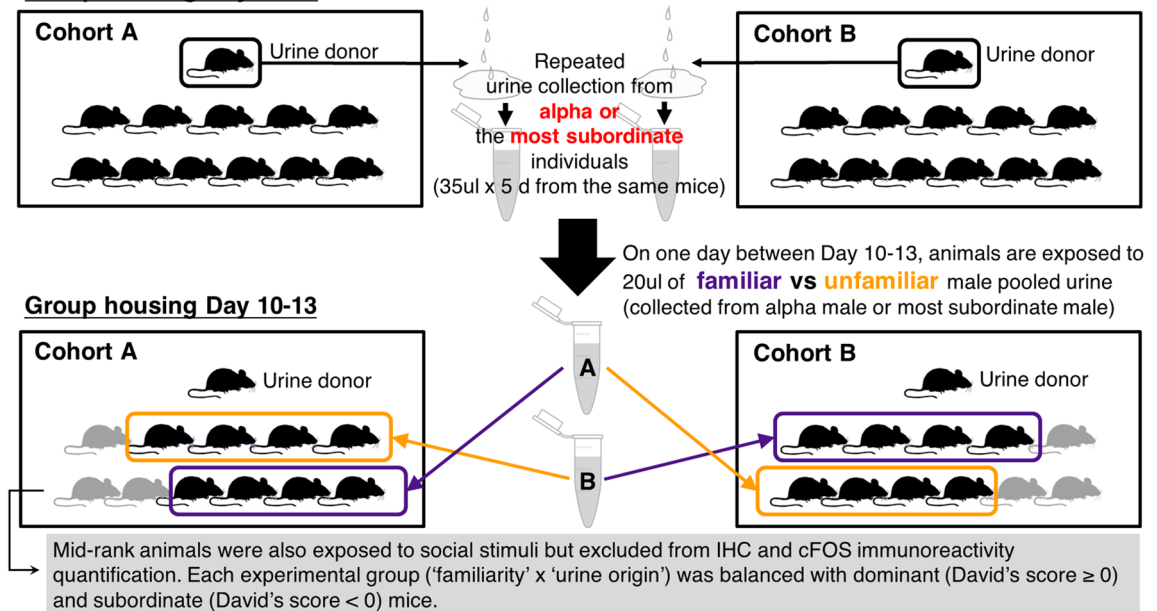 Cohort A
Urine donor
Cohort B
Urine donor
Repeated
urine collection from
alpha or
the most subordinate
individuals
(35ul x 5 d from the same mice)
On one day between Day 10-13, animals are exposed to
20ul of familiar vs unfamiliar male pooled urine
(collected from alpha male or most subordinate male)
Group housing Day 10-13
Cohort A
Urine donor
A
B
Cohort B
Urine donor
Mid-rank animals were also exposed to social stimuli but excluded from IHC and cFOS immunoreactivity
quantification. Each experimental group (‘familiarity’ x ‘urine origin’) was balanced with dominant (David’s score ≥ 0)
and subordinate (David’s score < 0) mice.